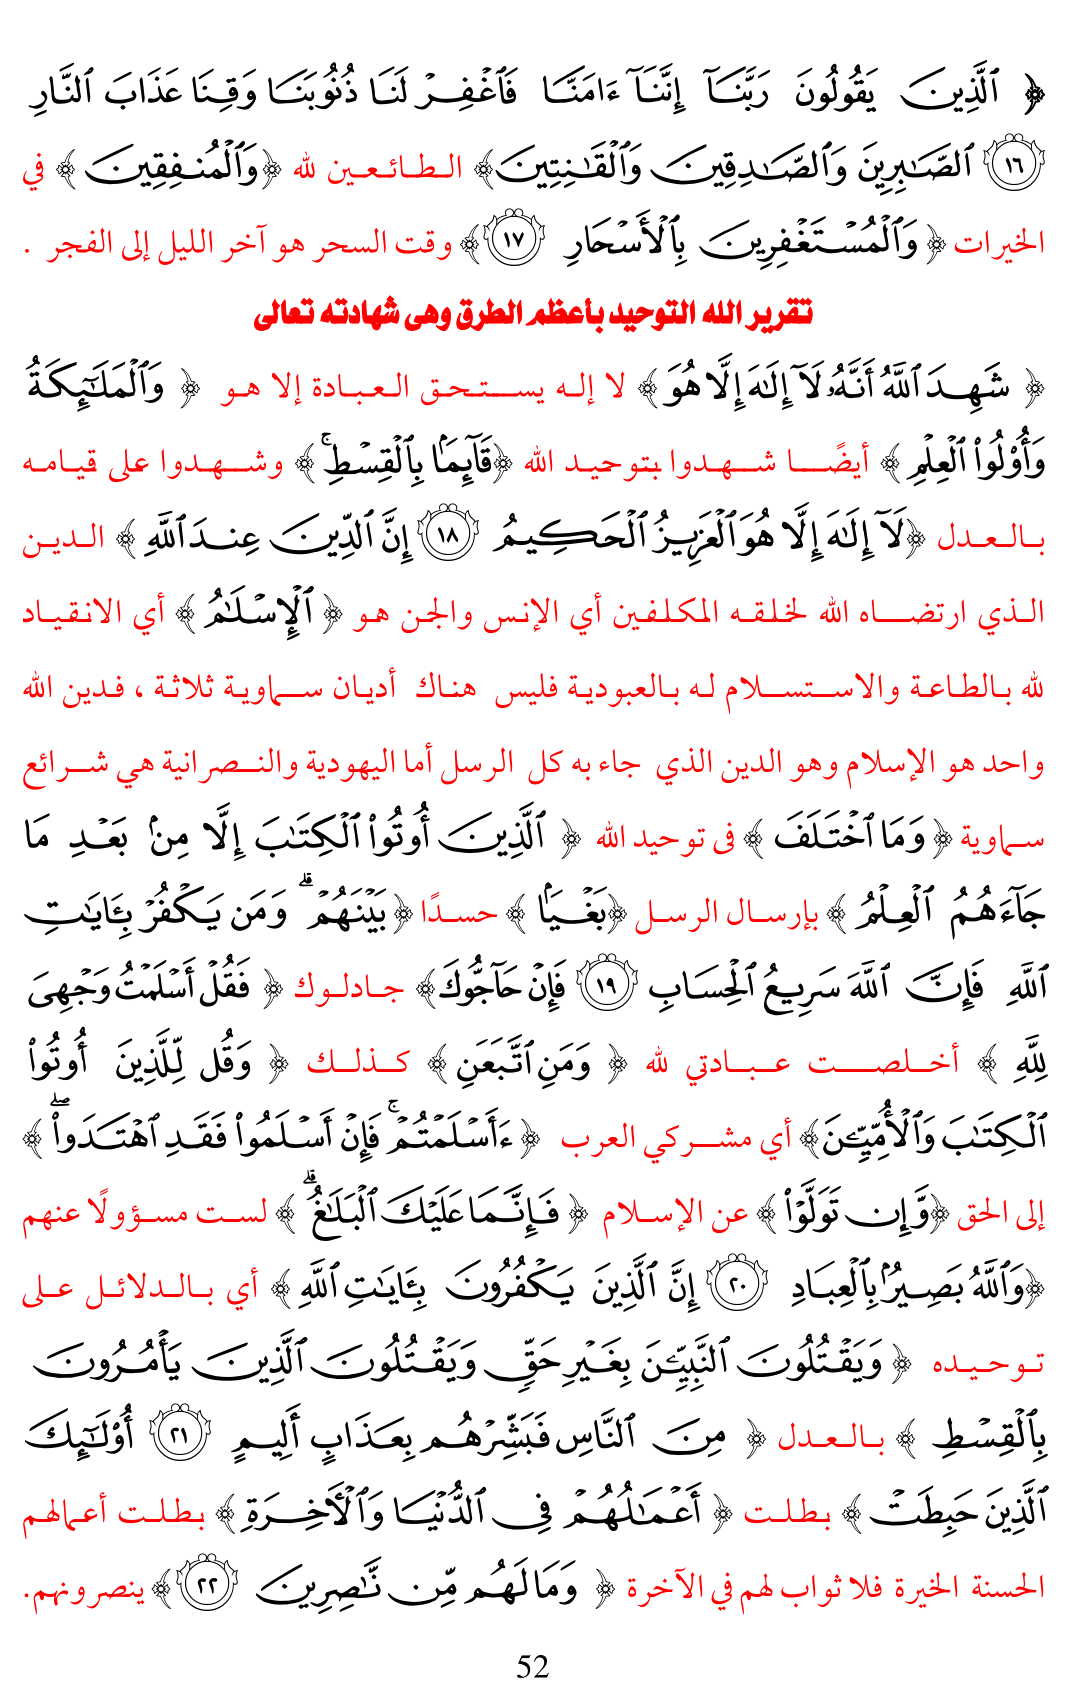 ﴿ ٱلَّذِينَ يَقُولُونَ رَبَّنَآ إِنَّنَآ ءَامَنَّا فَٱغْفِرْ لَنَا ذُنُوبَنَا وَقِنَا عَذَابَ ٱلنَّارِ
١٦ ٱلصَّـٰبِرِينَ وَٱلصَّـٰدِقِينَ وَٱلْقَـٰنِتِينَ﴾ الطائعين لله ﴿وَٱلْمُنفِقِينَ ﴾ في
الخيرات ﴿ وَٱلْمُسْتَغْفِرِينَ بِٱلْأَسْحَارِ ١٧﴾ وقت السحر هو آخر الليل إلى الفجر .
تقرير الله التوحيد بأعظم الطرق وهى شهادته تعالى
﴿ شَهِدَ ٱللَّهُ أَنَّهُۥ لَآ إِلَـٰهَ إِلَّا هُوَ ﴾ لا إله يستحق العبادة إلا هو ﴿ وَٱلْمَلَـٰٓئِكَةُ
وَأُو۟لُوا۟ ٱلْعِلْمِ ﴾ أيضًا شهدوا بتوحيد الله ﴿قَآئِمًۢا بِٱلْقِسْطِ ۚ ﴾ وشهدوا على قيامه
بالعدل ﴿لَآ إِلَـٰهَ إِلَّا هُوَ ٱلْعَزِيزُ ٱلْحَكِيمُ ١٨ إِنَّ ٱلدِّينَ عِندَ ٱللَّهِ ﴾ الدين
الذي ارتضاه الله لخلقه المكلفين أي الإنس والجن هو ﴿ ٱلْإِسْلَـٰمُ ﴾ أي الانقياد
لله بالطاعة والاستسلام له بالعبودية فليس هناك أديان سماوية ثلاثة ، فدين الله
واحد هو الإسلام وهو الدين الذي جاء به كل الرسل أما اليهودية والنصرانية هي شرائع
سماوية ﴿ وَمَا ٱخْتَلَفَ ﴾ فى توحيد الله ﴿ ٱلَّذِينَ أُوتُوا۟ ٱلْكِتَـٰبَ إِلَّا مِنۢ بَعْدِ مَا
جَآءَهُمُ ٱلْعِلْمُ ﴾ بإرسال الرسل ﴿بَغْيًۢا ﴾ حسدًا ﴿ بَيْنَهُمْ ۗ وَمَن يَكْفُرْ بِـَٔايَـٰتِ
ٱللَّهِ فَإِنَّ ٱللَّهَ سَرِيعُ ٱلْحِسَابِ ١٩ فَإِنْ حَآجُّوكَ﴾ جادلوك ﴿ فَقُلْ أَسْلَمْتُ وَجْهِىَ
لِلَّهِ ﴾ أخلصت عبادتي لله ﴿ وَمَنِ ٱتَّبَعَنِ ﴾ كذلك ﴿ وَقُل لِّلَّذِينَ أُوتُوا۟
ٱلْكِتَـٰبَ وَٱلْأُمِّيِّـۧنَ﴾ أي مشركي العرب ﴿ ءَأَسْلَمْتُمْ ۚ فَإِنْ أَسْلَمُوا۟ فَقَدِ ٱهْتَدَوا۟ ۖ ﴾
إلى الحق ﴿وَّإِن تَوَلَّوْا۟ ﴾ عن الإسلام ﴿ فَإِنَّمَا عَلَيْكَ ٱلْبَلَـٰغُ ۗ ﴾ لست مسؤولًا عنهم
﴿وَٱللَّهُ بَصِيرٌۢ بِٱلْعِبَادِ ٢٠ إِنَّ ٱلَّذِينَ يَكْفُرُونَ بِـَٔايَـٰتِ ٱللَّهِ ﴾ أي بالدلائل على
توحيده ﴿ وَيَقْتُلُونَ ٱلنَّبِيِّـۧنَ بِغَيْرِ حَقٍّ وَيَقْتُلُونَ ٱلَّذِينَ يَأْمُرُونَ
بِٱلْقِسْطِ ﴾ بالعدل ﴿ مِنَ ٱلنَّاسِ فَبَشِّرْهُم بِعَذَابٍ أَلِيمٍ ٢١ أُو۟لَـٰٓئِكَ
ٱلَّذِينَ حَبِطَتْ ﴾ بطلت ﴿ أَعْمَـٰلُهُمْ فِى ٱلدُّنْيَا وَٱلْـَٔاخِرَةِ ﴾ بطلت أعمالهم
الحسنة الخيرة فلا ثواب لهم في الآخرة ﴿ وَمَا لَهُم مِّن نَّـٰصِرِينَ ٢٢﴾ ينصرونهم.
52